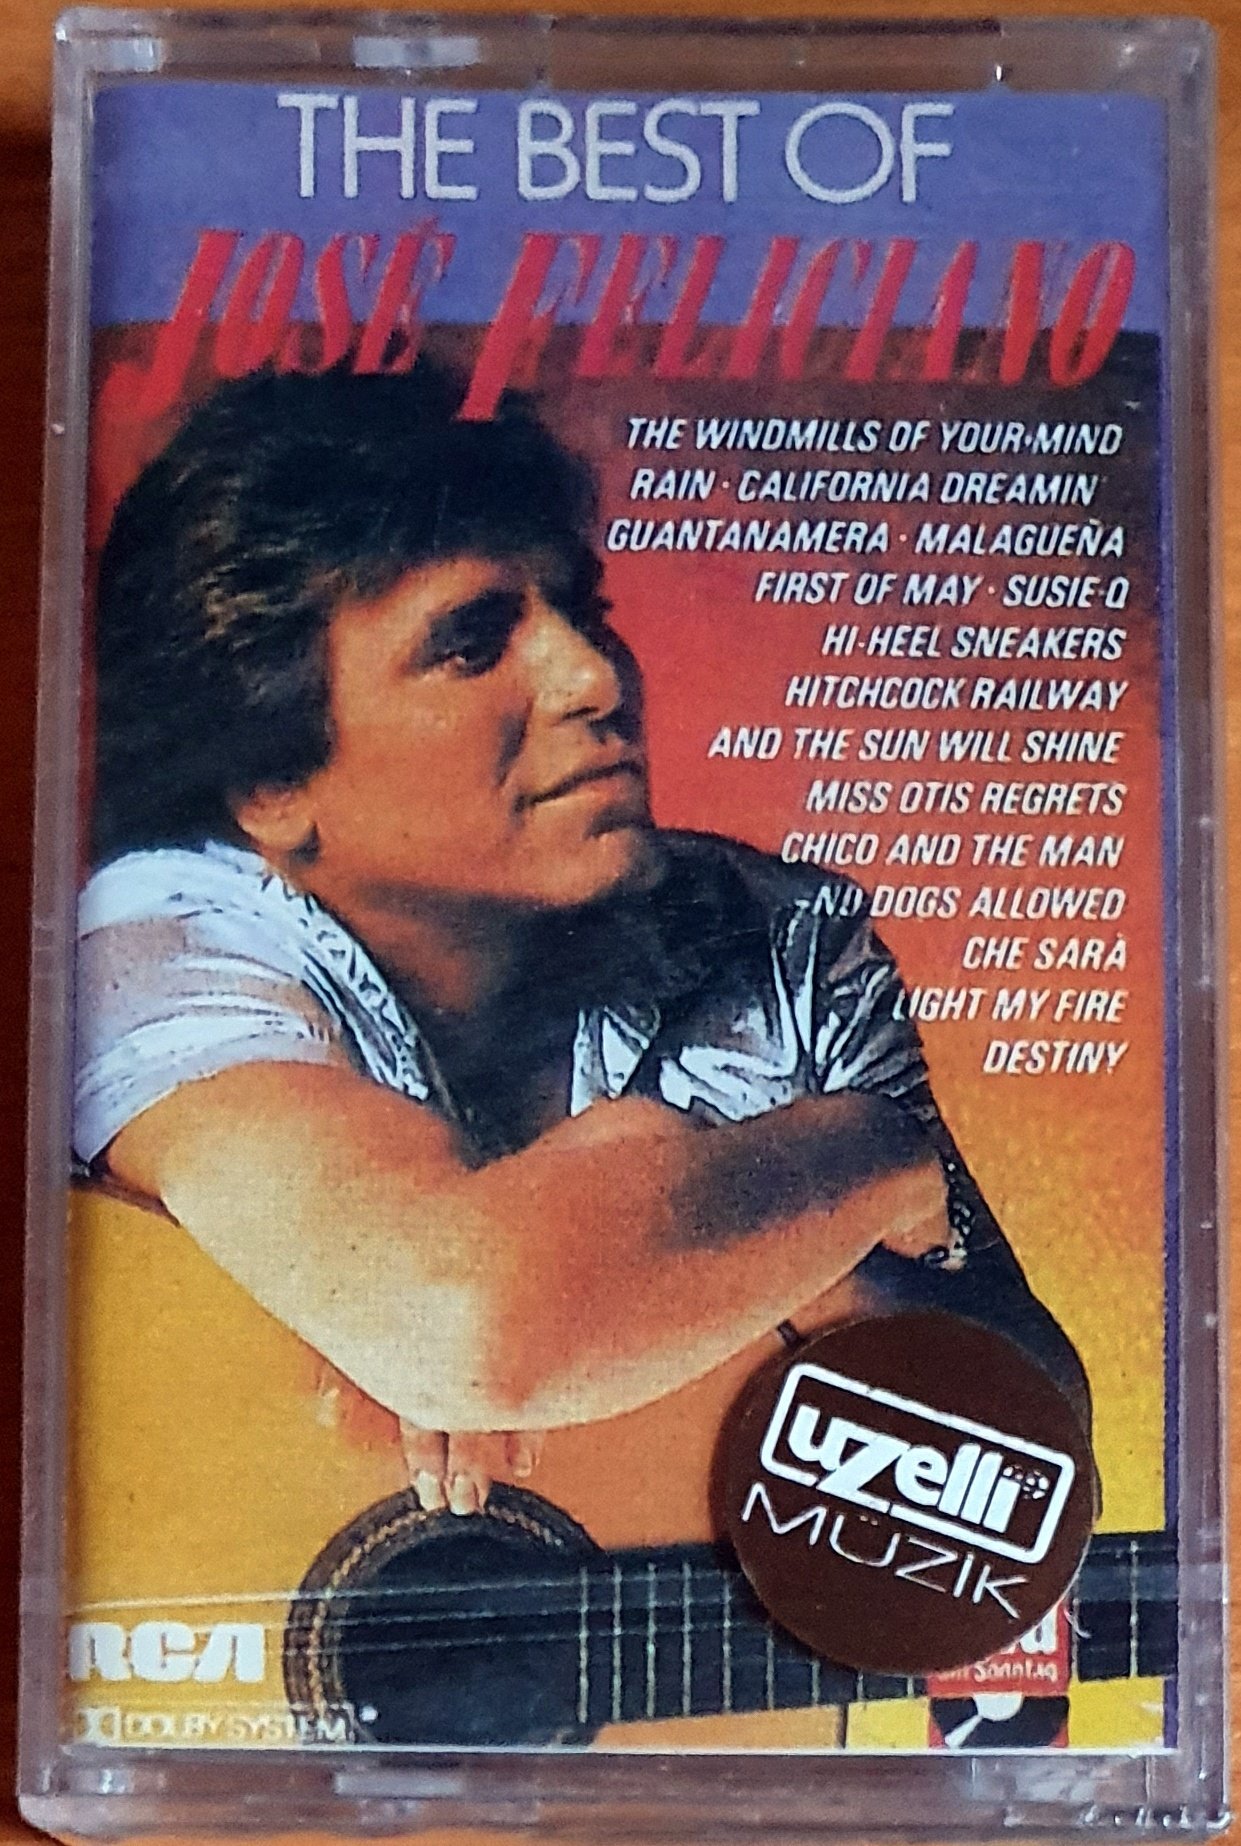 THE BEST OF
JOSÉ FELICIANO
THE WINDMILLS OF YOUR·MIND
RAIN · CALIFORNIA DREAMIN'
GUANTANAMERA · MALAGUEÑA
FIRST OF MAY · SUSIE-Q
HI-HEEL SNEAKERS
HITCHCOCK RAILWAY
AND THE SUN WILL SHINE
MISS OTIS REGRETS
CHICO AND THE MAN
-NO DOGS ALLOWED
CHE SARÀ
LIGHT MY FIRE
DESTINY
uzelli
MÜZİK
RCA
am Sonntag
DOLBY SYSTEM